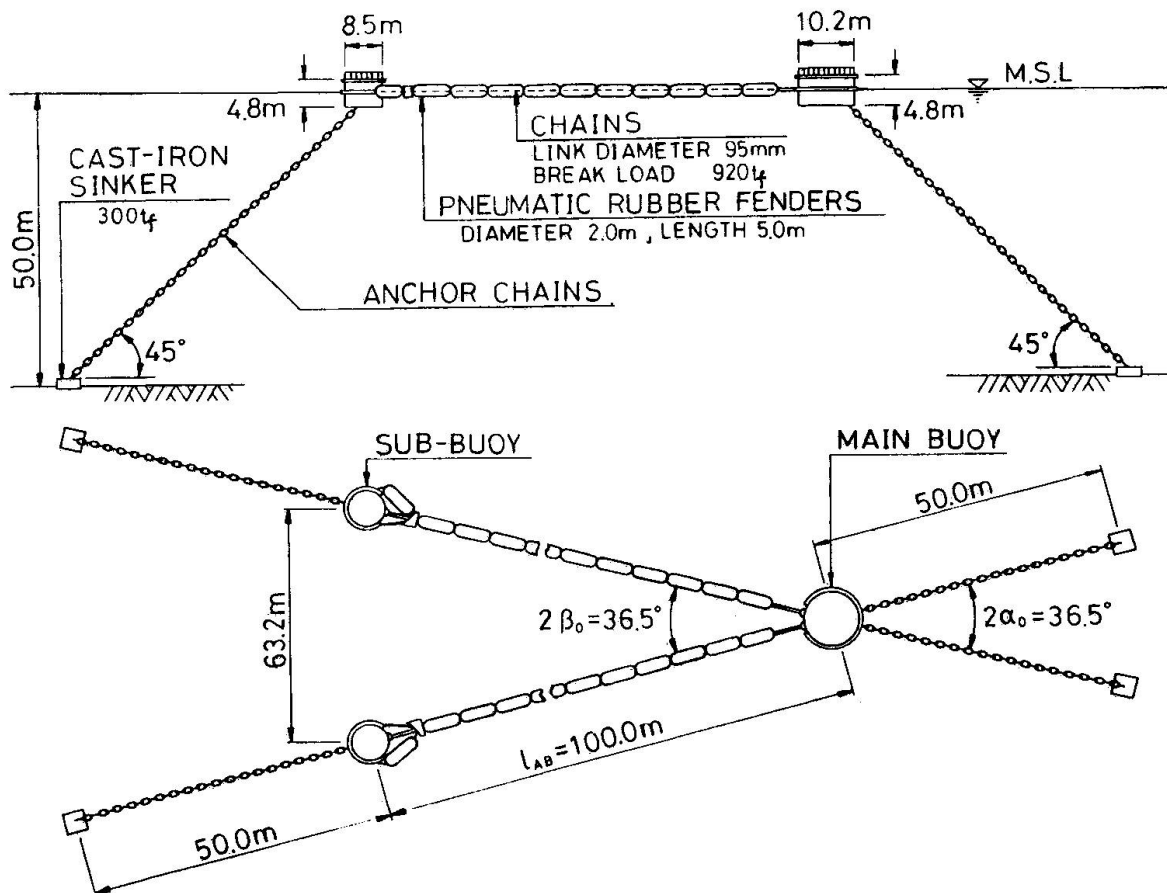 8.5m
10.2m
M.S.L
4.8m
4.8m
CHAINS
LINK DIAMETER 95mm
BREAK LOAD 920tf
CAST-IRON
SINKER
300tf
PNEUMATIC RUBBER FENDERS
DIAMETER 2.0m , LENGTH 5.0m
50.0m
ANCHOR CHAINS
45°
45°
SUB-BUOY
MAIN BUOY
50.0m
63.2m
2β₀=36.5°
2α₀=36.5°
lAB=100.0m
50.0m